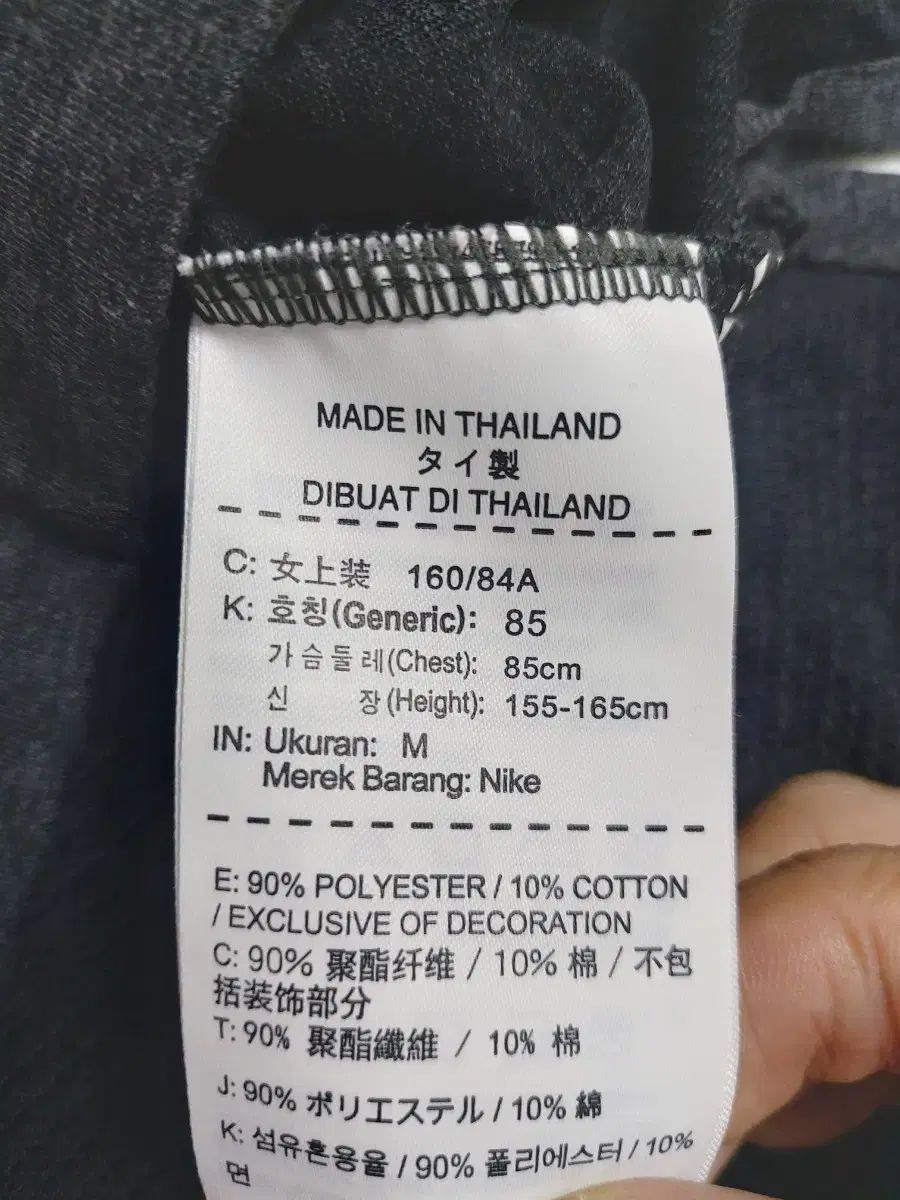 MADE IN THAILAND
タイ製
DIBUAT DI THAILAND
C: 女上装 160/84A
K: 호칭(Generic): 85
가슴둘레(Chest): 85cm
신 장(Height): 155-165cm
IN: Ukuran: M
Merek Barang: Nike
E: 90% POLYESTER / 10% COTTON
/ EXCLUSIVE OF DECORATION
C: 90% 聚酯纤维 / 10% 棉 / 不包
括装饰部分
T: 90% 聚酯纖維 / 10% 棉
J: 90% ポリエステル / 10% 綿
K: 섬유혼용율 / 90% 폴리에스터 / 10%
면